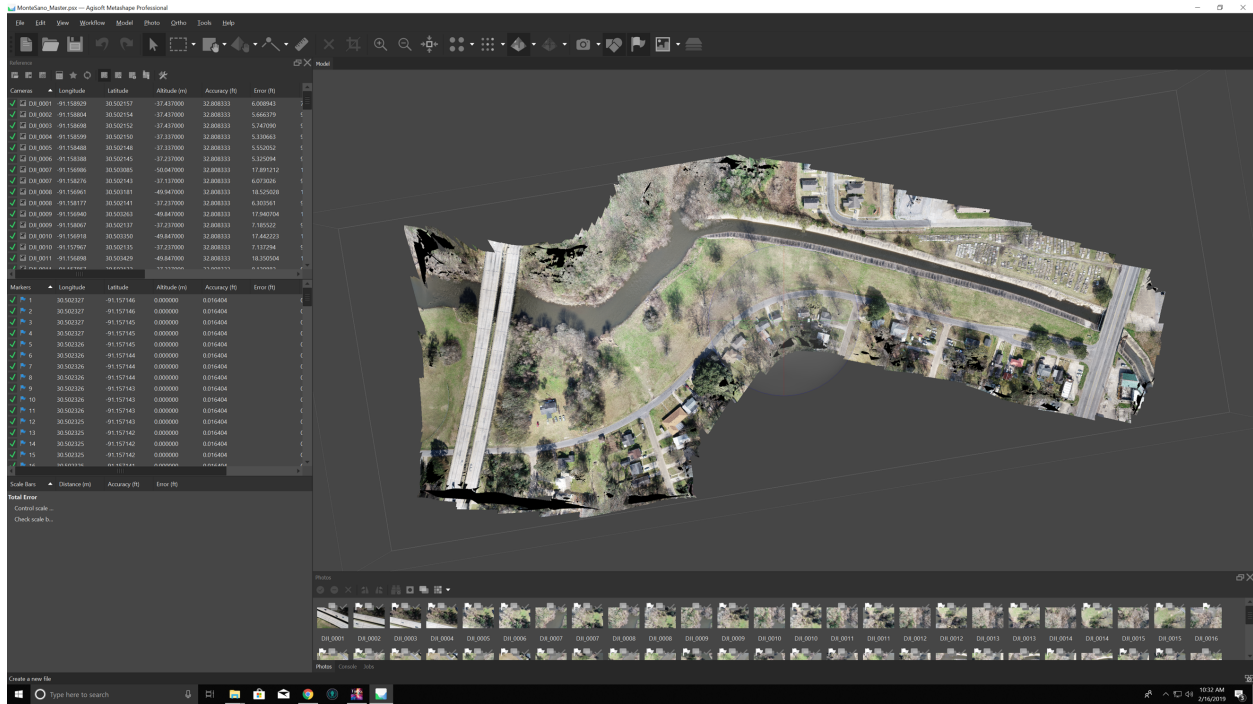 MonteSano_Master.psx — Agisoft Metashape Professional
File Edit View Workflow Model Photo Ortho Tools Help
Reference
Model
Cameras Longitude Latitude Altitude (m) Accuracy (ft) Error (ft)
DJI_0001 -91.158929 30.502157 -37.437000 32.808333 6.008943
DJI_0002 -91.158804 30.502154 -37.337000 32.808333 5.666379
DJI_0003 -91.158698 30.502152 -37.437000 32.808333 5.747090
DJI_0004 -91.158599 30.502150 -37.337000 32.808333 5.330663
DJI_0005 -91.158488 30.502148 -37.337000 32.808333 5.552052
DJI_0006 -91.158388 30.502145 -37.237000 32.808333 5.325094
DJI_0007 -91.156986 30.503085 -50.047000 32.808333 17.891212
DJI_0007 -91.158276 30.502143 -37.137000 32.808333 6.073026
DJI_0008 -91.156961 30.503181 -49.947000 32.808333 18.525028
DJI_0008 -91.158177 30.502141 -37.237000 32.808333 6.303561
DJI_0009 -91.156940 30.503263 -49.847000 32.808333 17.940704
DJI_0009 -91.158067 30.502137 -37.237000 32.808333 7.185522
DJI_0010 -91.156918 30.503350 -49.847000 32.808333 17.442223
DJI_0010 -91.157967 30.502135 -37.237000 32.808333 7.137294
DJI_0011 -91.156898 30.503429 -49.847000 32.808333 18.350504
Markers Longitude Latitude Altitude (m) Accuracy (ft) Error (ft)
1 30.502327 -91.157146 0.000000 0.016404
2 30.502327 -91.157146 0.000000 0.016404
3 30.502327 -91.157145 0.000000 0.016404
4 30.502327 -91.157145 0.000000 0.016404
5 30.502326 -91.157145 0.000000 0.016404
6 30.502326 -91.157144 0.000000 0.016404
7 30.502326 -91.157144 0.000000 0.016404
8 30.502326 -91.157144 0.000000 0.016404
9 30.502326 -91.157143 0.000000 0.016404
10 30.502326 -91.157143 0.000000 0.016404
11 30.502326 -91.157143 0.000000 0.016404
12 30.502325 -91.157143 0.000000 0.016404
13 30.502325 -91.157142 0.000000 0.016404
14 30.502325 -91.157142 0.000000 0.016404
15 30.502325 -91.157142 0.000000 0.016404
Scale Bars Distance (m) Accuracy (ft) Error (ft)
Total Error
Control scale ...
Check scale b...
Photos
DJI_0001 DJI_0002 DJI_0003 DJI_0004 DJI_0005 DJI_0006 DJI_0007 DJI_0007 DJI_0008 DJI_0008 DJI_0009 DJI_0009 DJI_0010 DJI_0010 DJI_0011 DJI_0011 DJI_0012 DJI_0012 DJI_0013 DJI_0013 DJI_0014 DJI_0014 DJI_0015 DJI_0015 DJI_0016
Photos Console Jobs
Create a new file
Type here to search
10:32 AM
2/16/2019